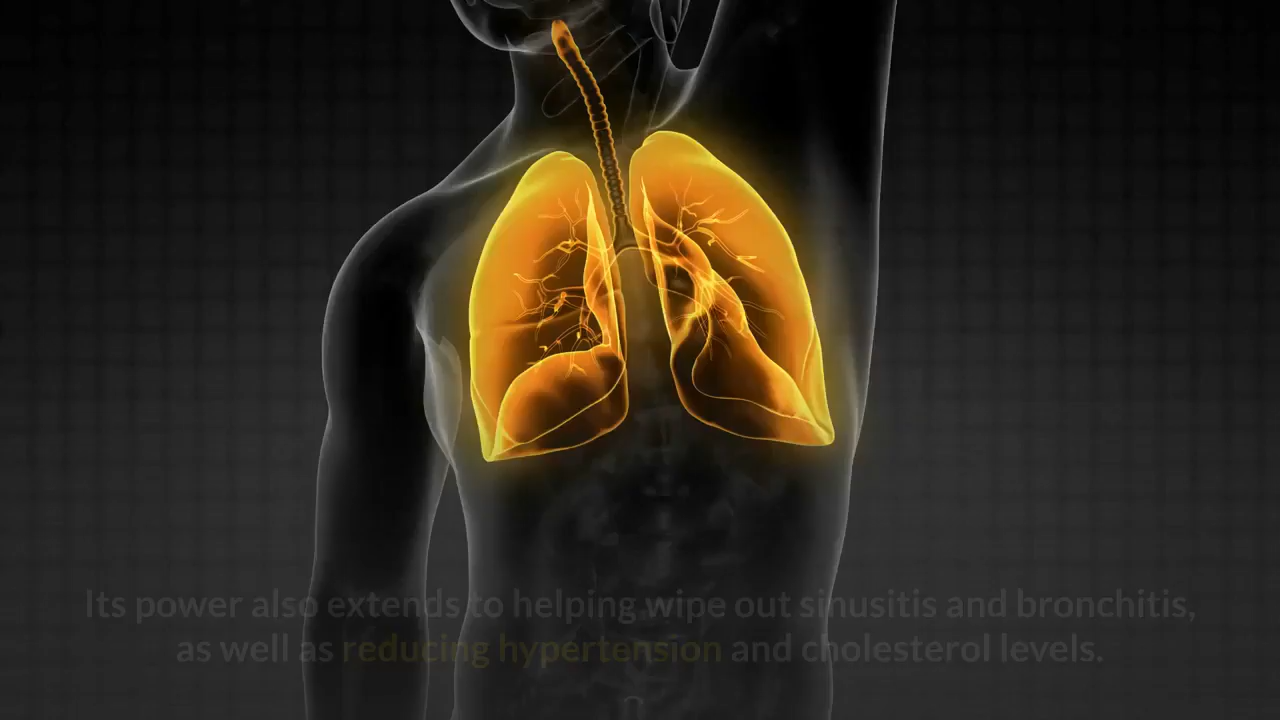 Its power also extends to helping wipe out sinusitis and bronchitis,
as well as reducing hypertension and cholesterol levels.